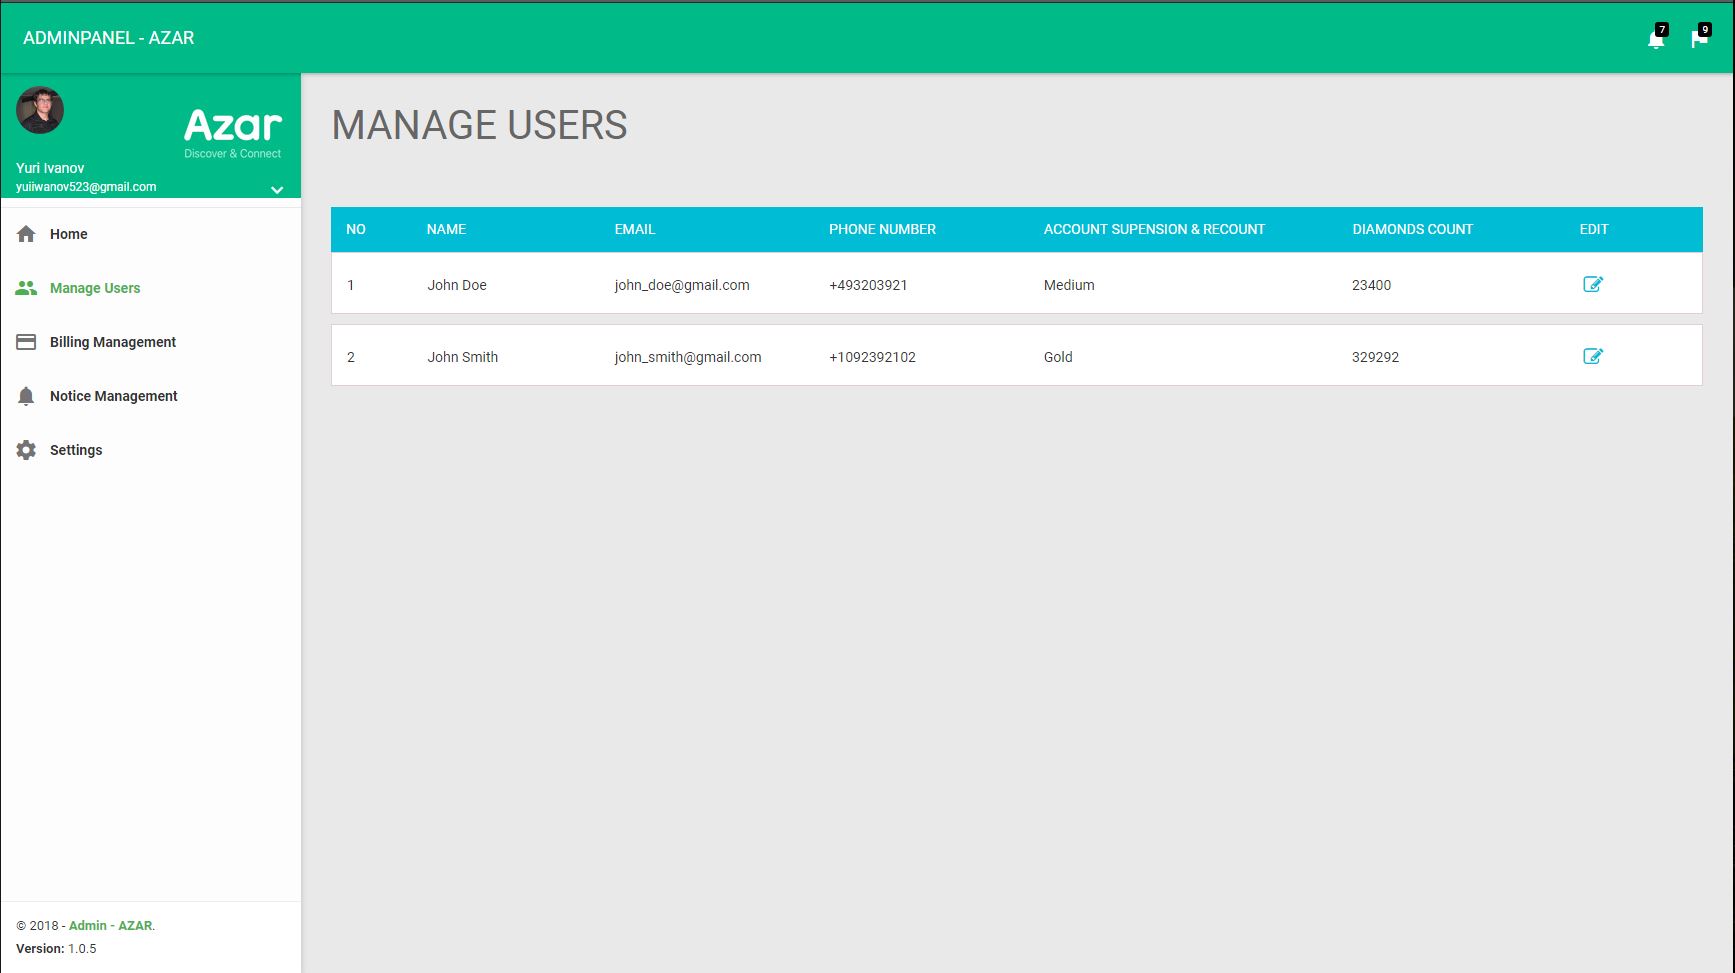 ADMINPANEL - AZAR
7
9
Azar
Discover & Connect
Yuri Ivanov
yuiiwanov523@gmail.com
Home
Manage Users
Billing Management
Notice Management
Settings
© 2018 - Admin - AZAR.
Version: 1.0.5
MANAGE USERS
NO NAME EMAIL PHONE NUMBER ACCOUNT SUPENSION & RECOUNT DIAMONDS COUNT EDIT
1 John Doe john_doe@gmail.com +493203921 Medium 23400
2 John Smith john_smith@gmail.com +1092392102 Gold 329292